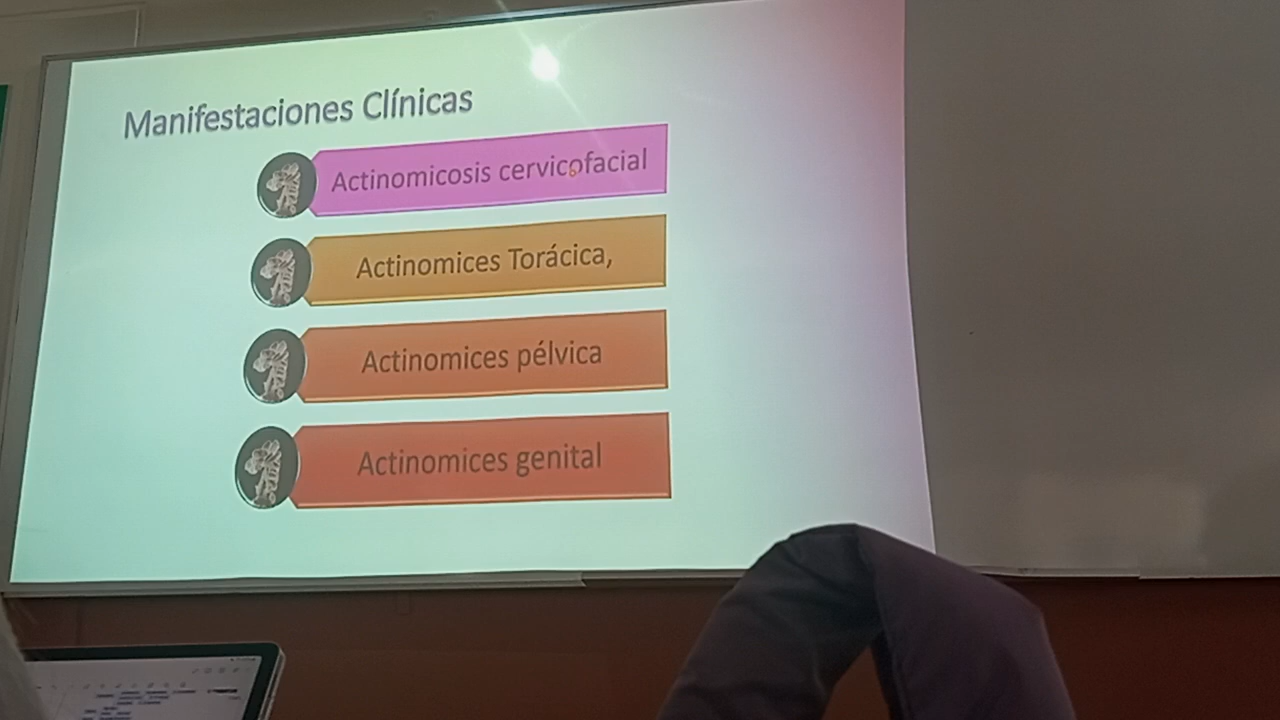 Manifestaciones Clínicas
Actinomicosis cervicofacial
Actinomices Torácica,
Actinomices pélvica
Actinomices genital